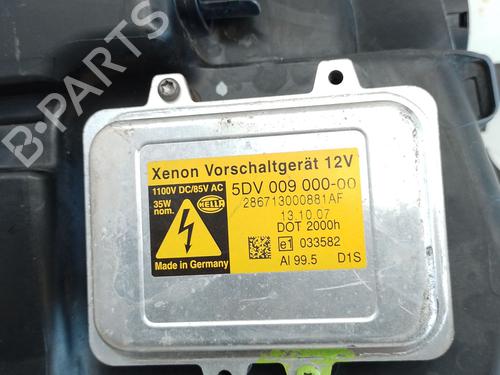 B-PARTS
Xenon Vorschaltgerät 12V
1100V DC/85V AC
35W
nom.
HELLA
5DV 009 000-00
286713000881AF
13.10.07
DOT 2000h
e1 033582
Made in Germany
Al 99.5 D1S